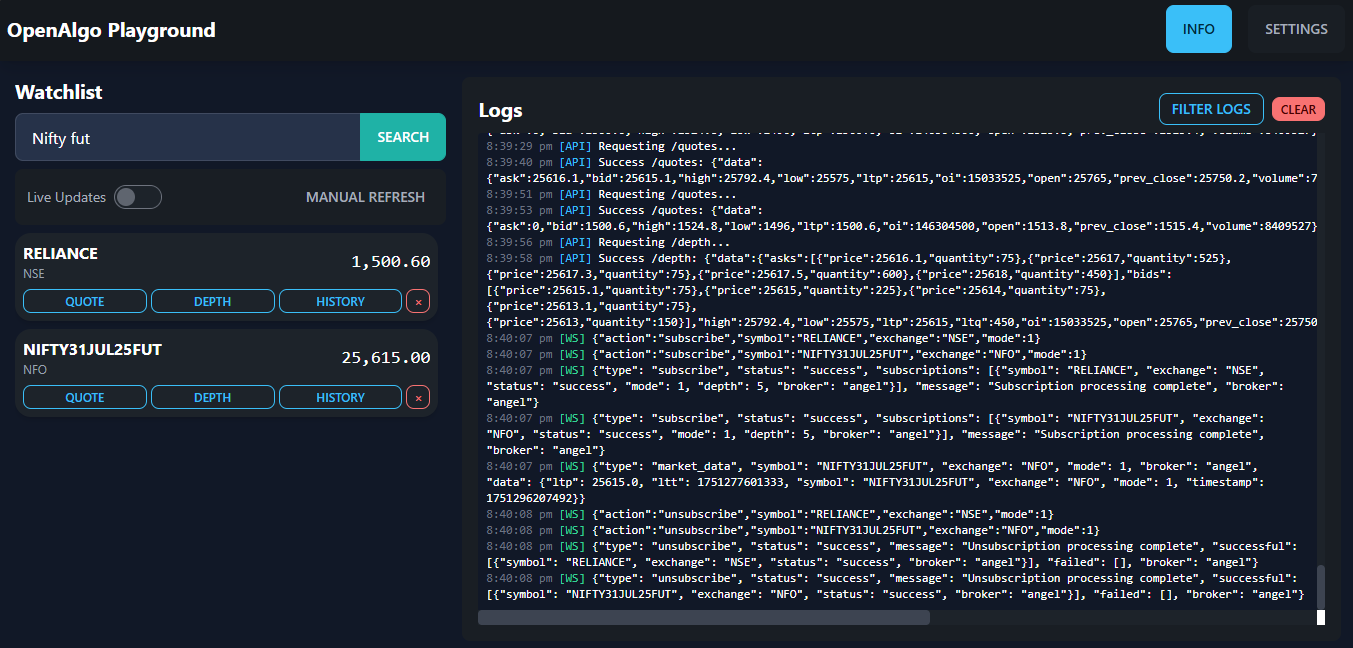 OpenAlgo Playground
INFO
SETTINGS
Watchlist
Nifty fut
SEARCH
Live Updates
MANUAL REFRESH
RELIANCE
1,500.60
NSE
QUOTE
DEPTH
HISTORY
×
NIFTY31JUL25FUT
25,615.00
NFO
QUOTE
DEPTH
HISTORY
×
Logs
FILTER LOGS
CLEAR
8:39:29 pm [API] Requesting /quotes...
8:39:40 pm [API] Success /quotes: {"data":
{"ask":25616.1,"bid":25615.1,"high":25792.4,"low":25575,"ltp":25615,"oi":15033525,"open":25765,"prev_close":25750.2,"volume":7
8:39:51 pm [API] Requesting /quotes...
8:39:53 pm [API] Success /quotes: {"data":
{"ask":0,"bid":1500.6,"high":1524.8,"low":1496,"ltp":1500.6,"oi":146304500,"open":1513.8,"prev_close":1515.4,"volume":8409527}
8:39:56 pm [API] Requesting /depth...
8:39:58 pm [API] Success /depth: {"data":{"asks":[{"price":25616.1,"quantity":75},{"price":25617,"quantity":525},
{"price":25617.3,"quantity":75},{"price":25617.5,"quantity":600},{"price":25618,"quantity":450}],"bids":
[{"price":25615.1,"quantity":75},{"price":25615,"quantity":225},{"price":25614,"quantity":75},
{"price":25613.1,"quantity":75},
{"price":25613,"quantity":150}],"high":25792.4,"low":25575,"ltp":25615,"ltq":450,"oi":15033525,"open":25765,"prev_close":25750
8:40:07 pm [WS] {"action":"subscribe","symbol":"RELIANCE","exchange":"NSE","mode":1}
8:40:07 pm [WS] {"action":"subscribe","symbol":"NIFTY31JUL25FUT","exchange":"NFO","mode":1}
8:40:07 pm [WS] {"type": "subscribe", "status": "success", "subscriptions": [{"symbol": "RELIANCE", "exchange": "NSE",
"status": "success", "mode": 1, "depth": 5, "broker": "angel"}], "message": "Subscription processing complete", "broker":
"angel"}
8:40:07 pm [WS] {"type": "subscribe", "status": "success", "subscriptions": [{"symbol": "NIFTY31JUL25FUT", "exchange":
"NFO", "status": "success", "mode": 1, "depth": 5, "broker": "angel"}], "message": "Subscription processing complete",
"broker": "angel"}
8:40:07 pm [WS] {"type": "market_data", "symbol": "NIFTY31JUL25FUT", "exchange": "NFO", "mode": 1, "broker": "angel",
"data": {"ltp": 25615.0, "ltt": 1751277601333, "symbol": "NIFTY31JUL25FUT", "exchange": "NFO", "mode": 1, "timestamp":
1751296207492}}
8:40:08 pm [WS] {"action":"unsubscribe","symbol":"RELIANCE","exchange":"NSE","mode":1}
8:40:08 pm [WS] {"action":"unsubscribe","symbol":"NIFTY31JUL25FUT","exchange":"NFO","mode":1}
8:40:08 pm [WS] {"type": "unsubscribe", "status": "success", "message": "Unsubscription processing complete", "successful":
[{"symbol": "RELIANCE", "exchange": "NSE", "status": "success", "broker": "angel"}], "failed": [], "broker": "angel"}
8:40:08 pm [WS] {"type": "unsubscribe", "status": "success", "message": "Unsubscription processing complete", "successful":
[{"symbol": "NIFTY31JUL25FUT", "exchange": "NFO", "status": "success", "broker": "angel"}], "failed": [], "broker": "angel"}